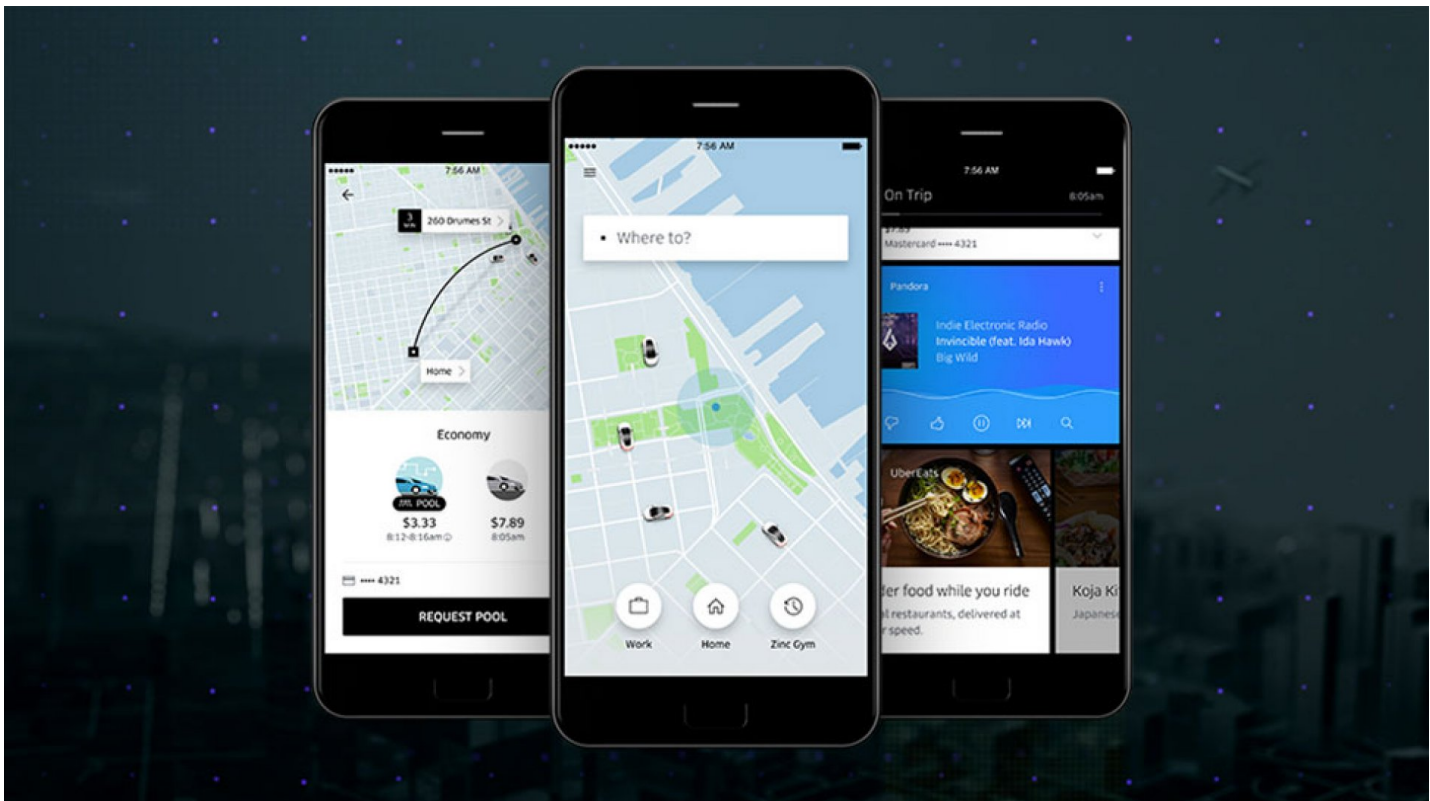 7:56 AM
3
MIN
260 Drumes St
Home
Economy
POOL
$3.33
$7.89
8:12-8:16am
8:05am
•••• 4321
REQUEST POOL
7:56 AM
Where to?
Work
Home
Zinc Gym
7:56 AM
On Trip
8:05am
$7.89
Mastercard •••• 4321
Pandora
Indie Electronic Radio
Invincible (feat. Ida Hawk)
Big Wild
UberEats
der food while you ride
al restaurants, delivered at
r speed.
Koja Ki
Japanese